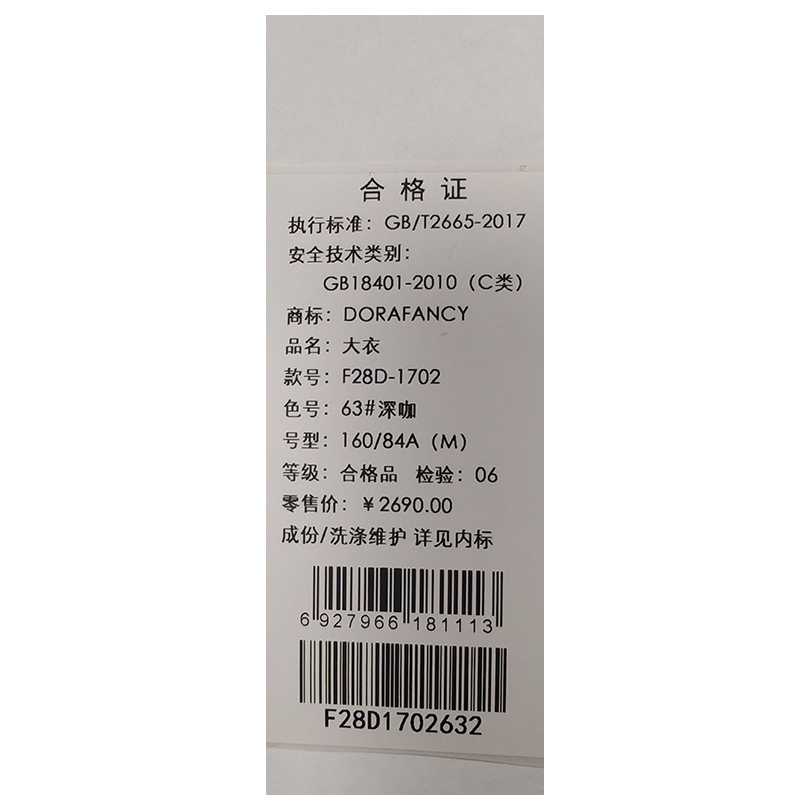 合格证
执行标准：GB/T2665-2017
安全技术类别：
GB18401-2010（C类）
商标：DORAFANCY
品名：大衣
款号：F28D-1702
色号：63#深咖
号型：160/84A（M）
等级：合格品 检验：06
零售价：￥2690.00
成份/洗涤维护 详见内标
6 927966 181113
F28D1702632